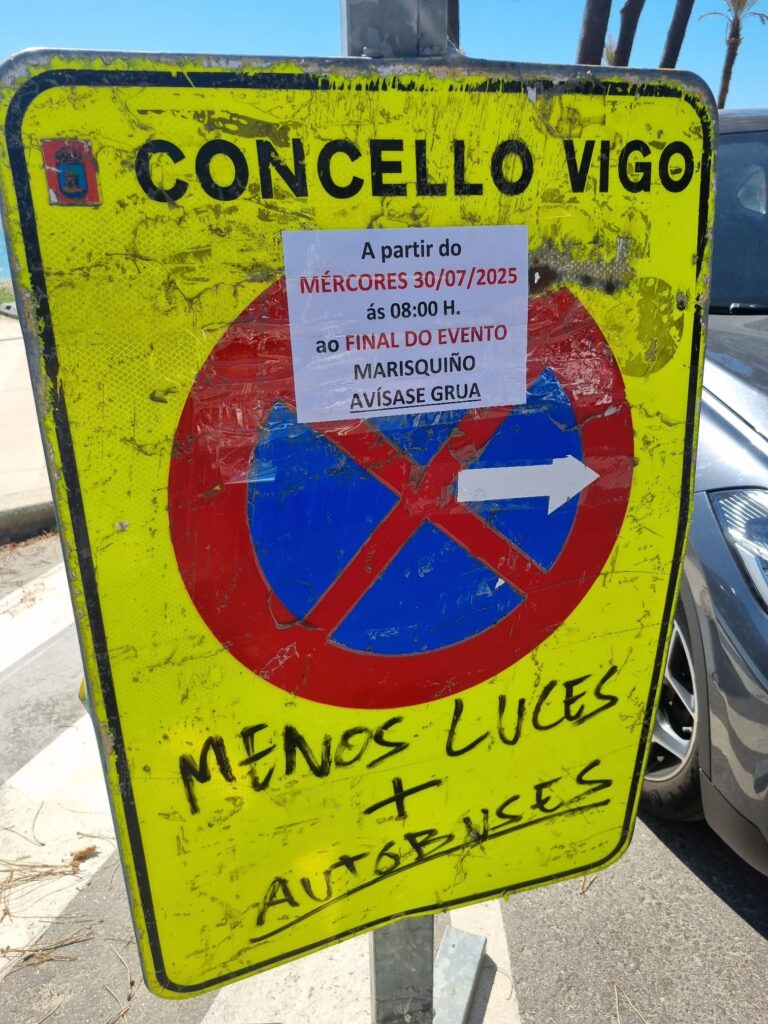 CONCELLO VIGO
A partir do
MÉRCORES 30/07/2025
ás 08:00 H.
ao FINAL DO EVENTO
MARISQUIÑO
AVÍSASE GRUA
MENOS LUCES
+
AUTOBUSES